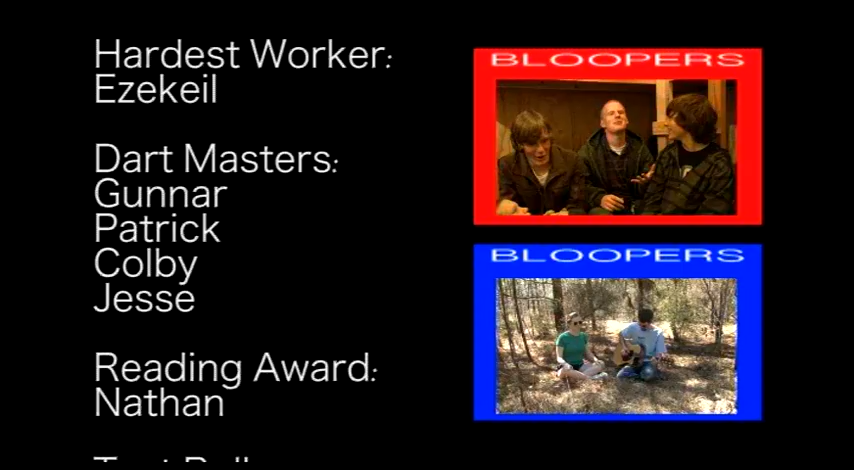 Hardest Worker:
Ezekeil
Dart Masters:
Gunnar
Patrick
Colby
Jesse
Reading Award:
Nathan
BLOOPERS
BLOOPERS